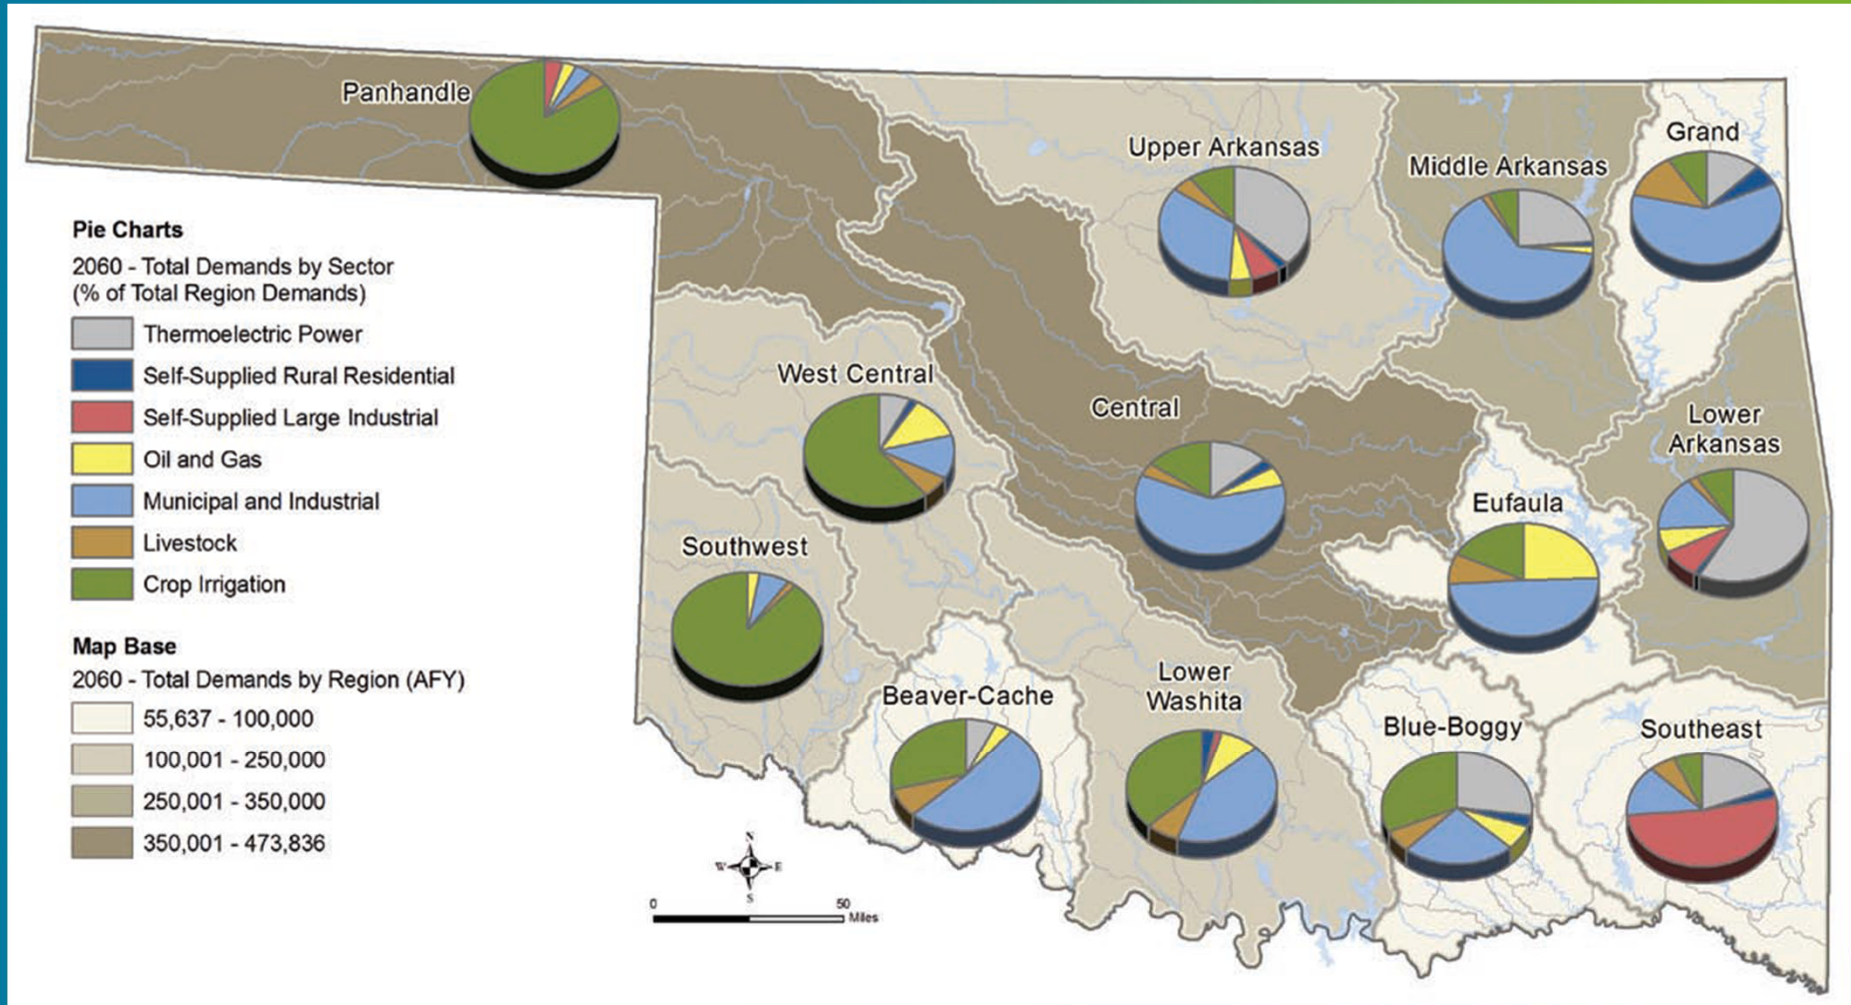 Panhandle
Upper Arkansas
Middle Arkansas
Grand
Pie Charts
2060 - Total Demands by Sector
(% of Total Region Demands)
Thermoelectric Power
Self-Supplied Rural Residential
Self-Supplied Large Industrial
Oil and Gas
Municipal and Industrial
Livestock
Crop Irrigation
Map Base
2060 - Total Demands by Region (AFY)
55,637 - 100,000
100,001 - 250,000
250,001 - 350,000
350,001 - 473,836
West Central
Central
Lower
Arkansas
Eufaula
Southwest
Beaver-Cache
Lower
Washita
Blue-Boggy
Southeast
N
W E
S
0 50
Miles